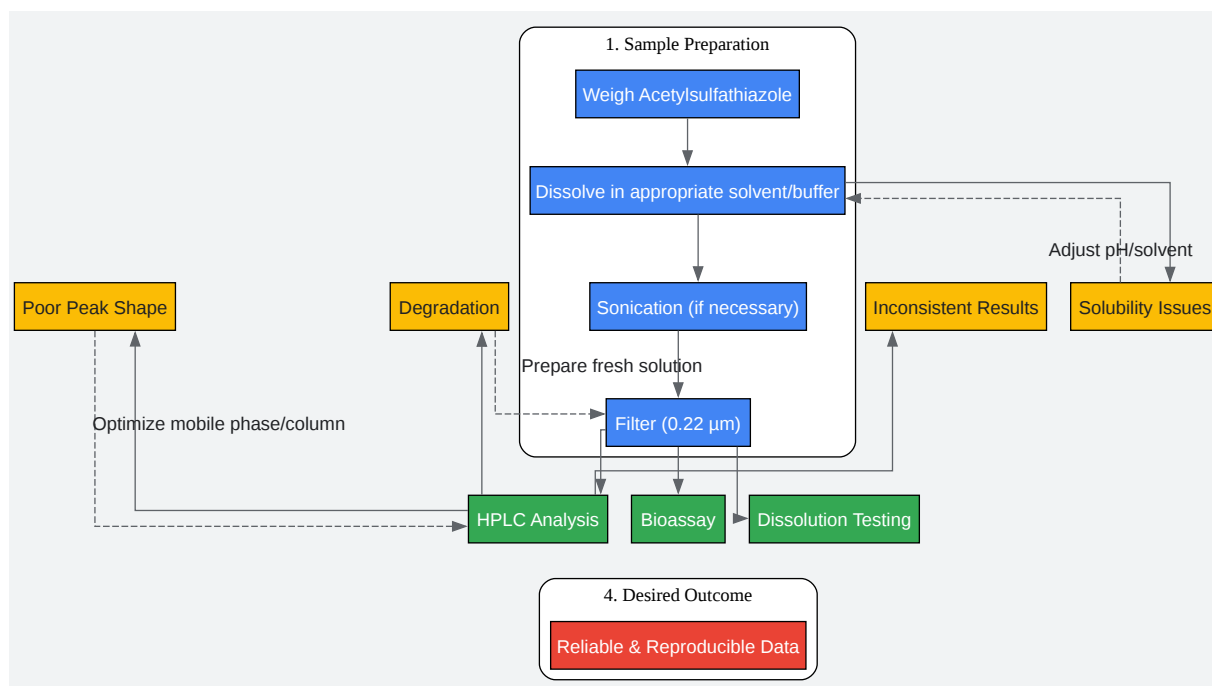 1. Sample Preparation
Weigh Acetylsulfathiazole
Dissolve in appropriate solvent/buffer
Adjust pH/solvent
Poor Peak Shape
Degradation
Sonication (if necessary)
Inconsistent Results
Solubility Issues
Prepare fresh solution
Optimize mobile phase/column
Filter (0.22 µm)
HPLC Analysis
Bioassay
Dissolution Testing
4. Desired Outcome
Reliable & Reproducible Data